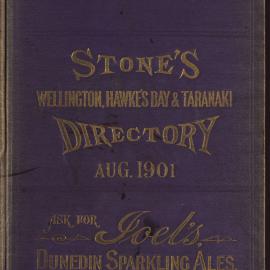 STONE'S
WELLINGTON, HAWKE'S BAY & TARANAKI
DIRECTORY
AUG. 1901
ASK FOR Joel's
DUNEDIN SPARKLING ALES.